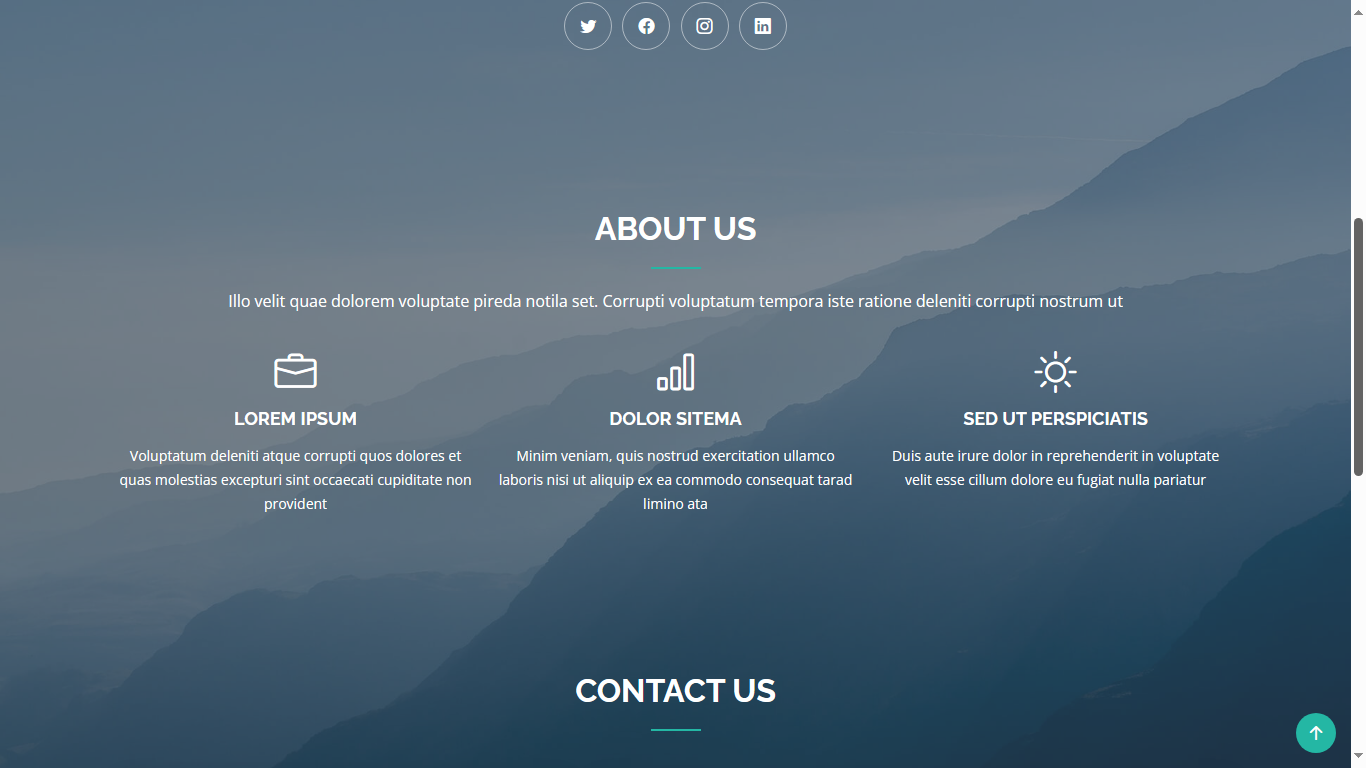 ABOUT US
Illo velit quae dolorem voluptate pireda notila set. Corrupti voluptatum tempora iste ratione deleniti corrupti nostrum ut
LOREM IPSUM
Voluptatum deleniti atque corrupti quos dolores et
quas molestias excepturi sint occaecati cupiditate non
provident
DOLOR SITEMA
Minim veniam, quis nostrud exercitation ullamco
laboris nisi ut aliquip ex ea commodo consequat tarad
limino ata
SED UT PERSPICIATIS
Duis aute irure dolor in reprehenderit in voluptate
velit esse cillum dolore eu fugiat nulla pariatur
CONTACT US